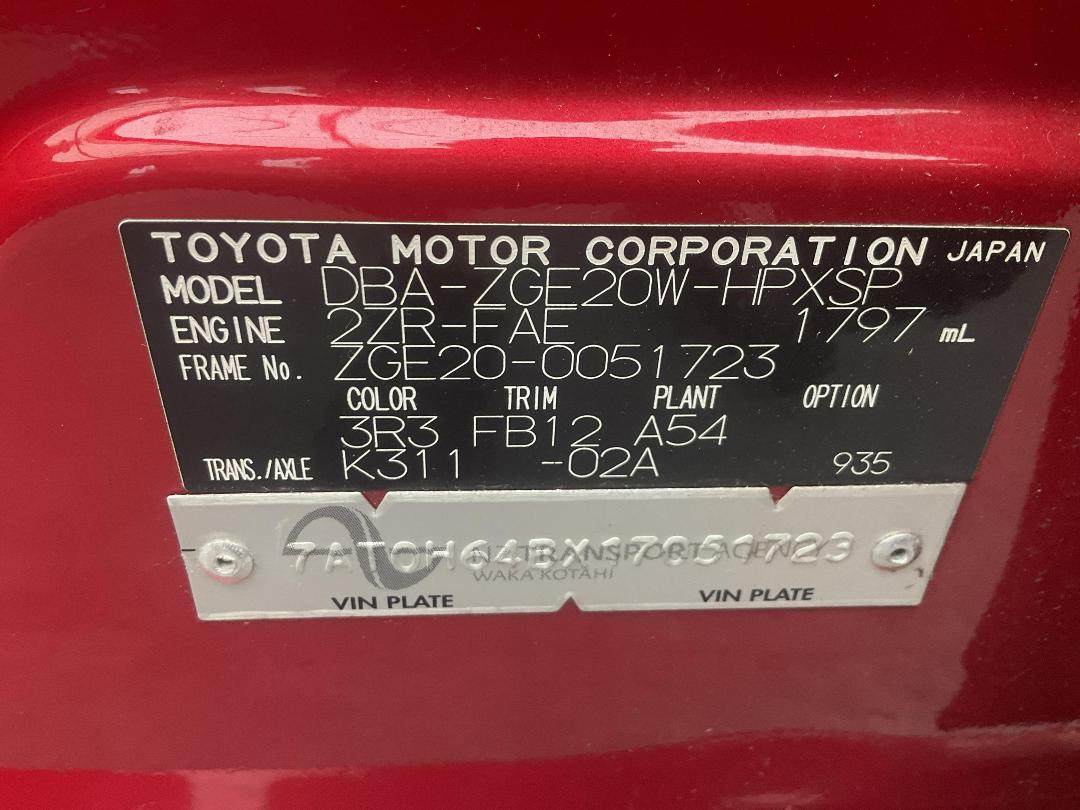 TOYOTA MOTOR CORPORATION JAPAN
MODEL DBA-ZGE20W-HPXSP
ENGINE 2ZR-FAE 1797 mL
FRAME No. ZGE20-0051723
COLOR TRIM PLANT OPTION
3R3 FB12 A54
TRANS./AXLE K311 -02A 935
7AT0H64BX17051723
NZ TRANSPORT AGENCY
WAKA KOTAHI
VIN PLATE VIN PLATE